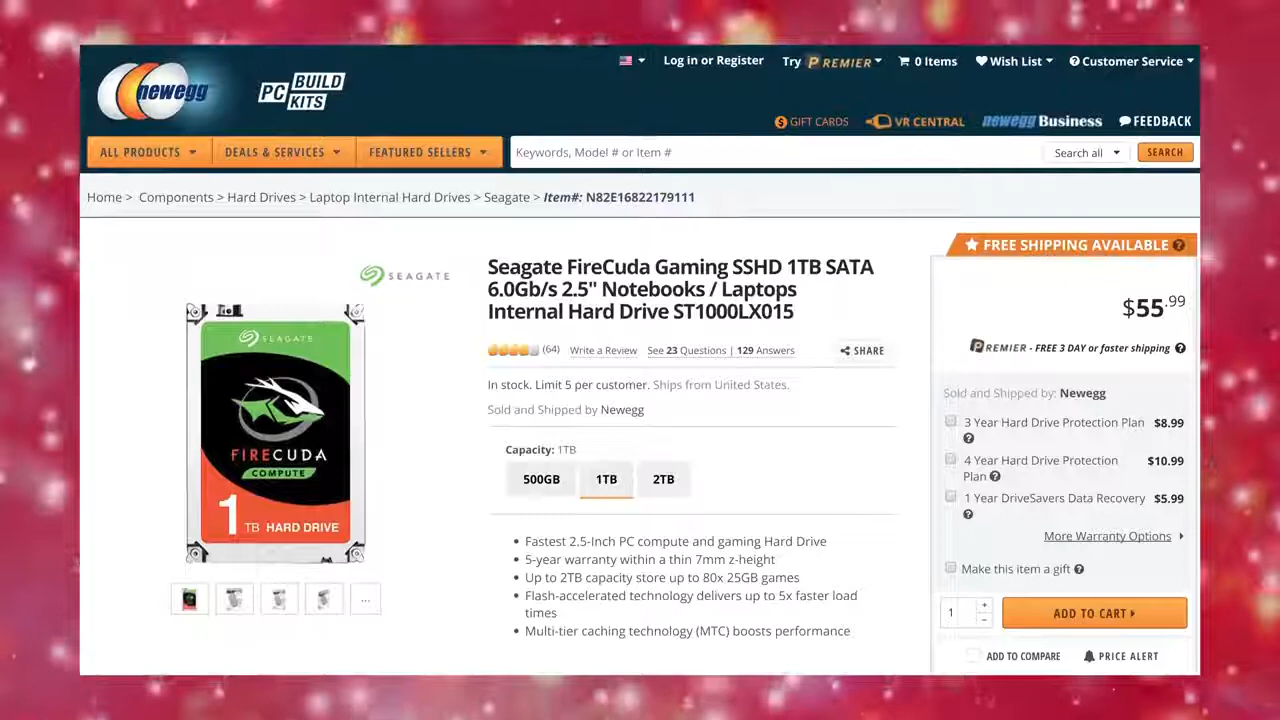 Log in or Register
Try PREMIER
0 Items
Wish List
Customer Service
newegg
PC BUILD KITS
GIFT CARDS
VR CENTRAL
newegg Business
FEEDBACK
ALL PRODUCTS
DEALS & SERVICES
FEATURED SELLERS
Keywords, Model # or Item #
Search all
SEARCH
Home > Components > Hard Drives > Laptop Internal Hard Drives > Seagate > Item#: N82E16822179111
FREE SHIPPING AVAILABLE
SEAGATE
Seagate FireCuda Gaming SSHD 1TB SATA
6.0Gb/s 2.5" Notebooks / Laptops
Internal Hard Drive ST1000LX015
(64) Write a Review See 23 Questions | 129 Answers
SHARE
In stock. Limit 5 per customer. Ships from United States.
Sold and Shipped by Newegg
Capacity: 1TB
500GB 1TB 2TB
SEAGATE
FIRECUDA
COMPUTE
1 TB HARD DRIVE
...
• Fastest 2.5-Inch PC compute and gaming Hard Drive
• 5-year warranty within a thin 7mm z-height
• Up to 2TB capacity store up to 80x 25GB games
• Flash-accelerated technology delivers up to 5x faster load
times
• Multi-tier caching technology (MTC) boosts performance
$55.99
PREMIER - FREE 3 DAY or faster shipping
Sold and Shipped by: Newegg
3 Year Hard Drive Protection Plan $8.99
4 Year Hard Drive Protection $10.99
Plan
1 Year DriveSavers Data Recovery $5.99
More Warranty Options
Make this item a gift
1 + -
ADD TO CART
ADD TO COMPARE
PRICE ALERT